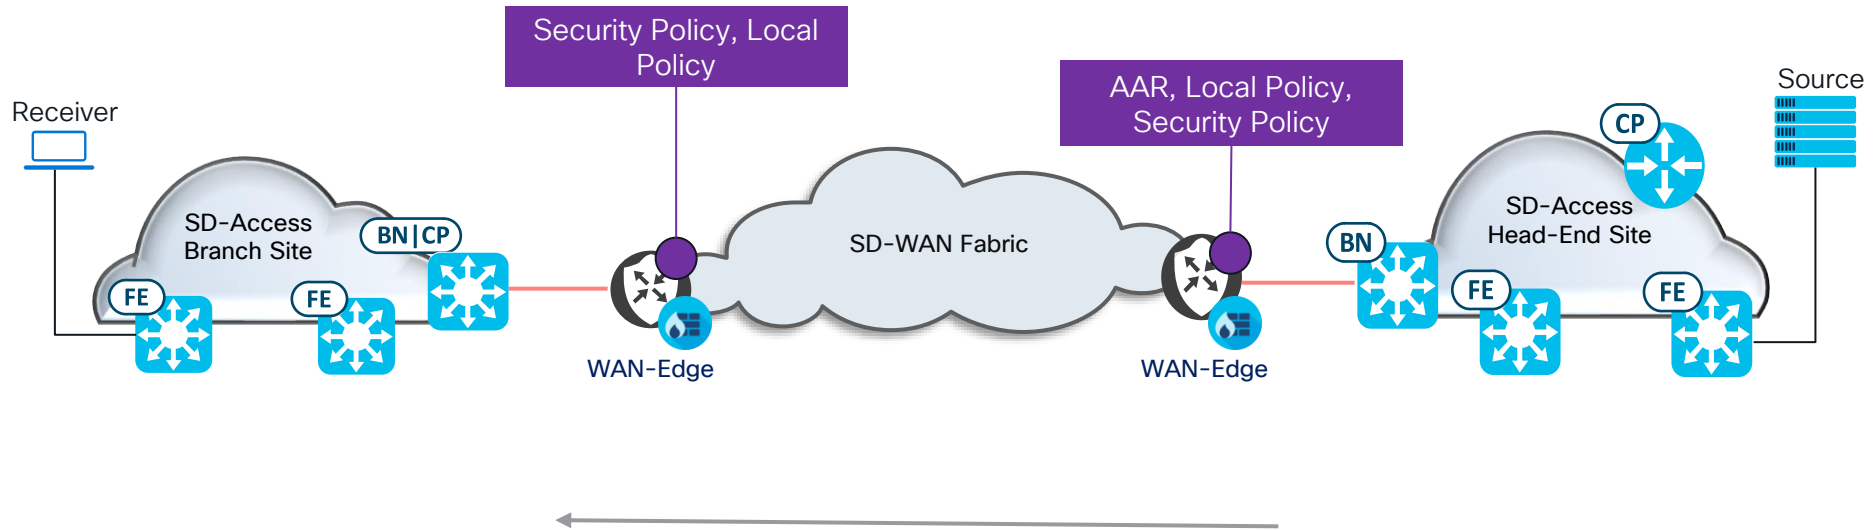 Security Policy, Local
Policy
AAR, Local Policy,
Security Policy
Source
Receiver
CP
SD-Access
Branch Site
BN|CP
SD-WAN Fabric
BN
SD-Access
Head-End Site
FE
FE
FE
FE
WAN-Edge
WAN-Edge